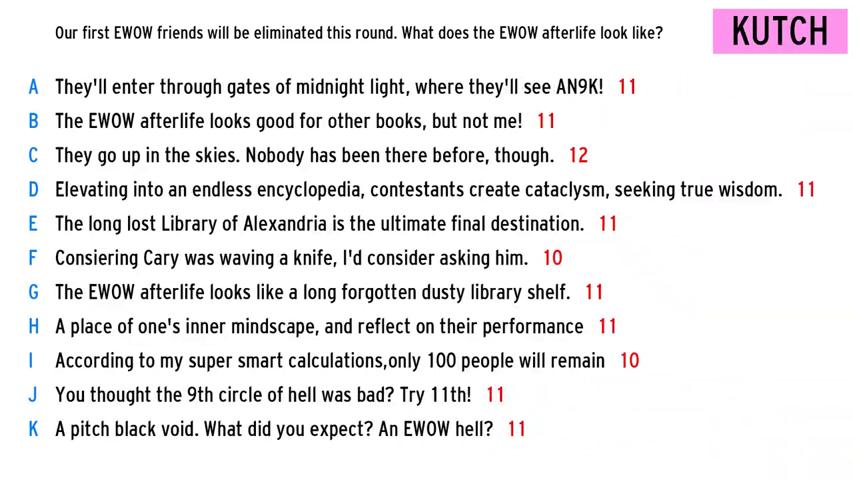 Our first EWOW friends will be eliminated this round. What does the EWOW afterlife look like?
KUTCH
A They'll enter through gates of midnight light, where they'll see AN9K! 11
B The EWOW afterlife looks good for other books, but not me! 11
C They go up in the skies. Nobody has been there before, though. 12
D Elevating into an endless encyclopedia, contestants create cataclysm, seeking true wisdom. 11
E The long lost Library of Alexandria is the ultimate final destination. 11
F Consiering Cary was waving a knife, I'd consider asking him. 10
G The EWOW afterlife looks like a long forgotten dusty library shelf. 11
H A place of one's inner mindscape, and reflect on their performance 11
I According to my super smart calculations,only 100 people will remain 10
J You thought the 9th circle of hell was bad? Try 11th! 11
K A pitch black void. What did you expect? An EWOW hell? 11